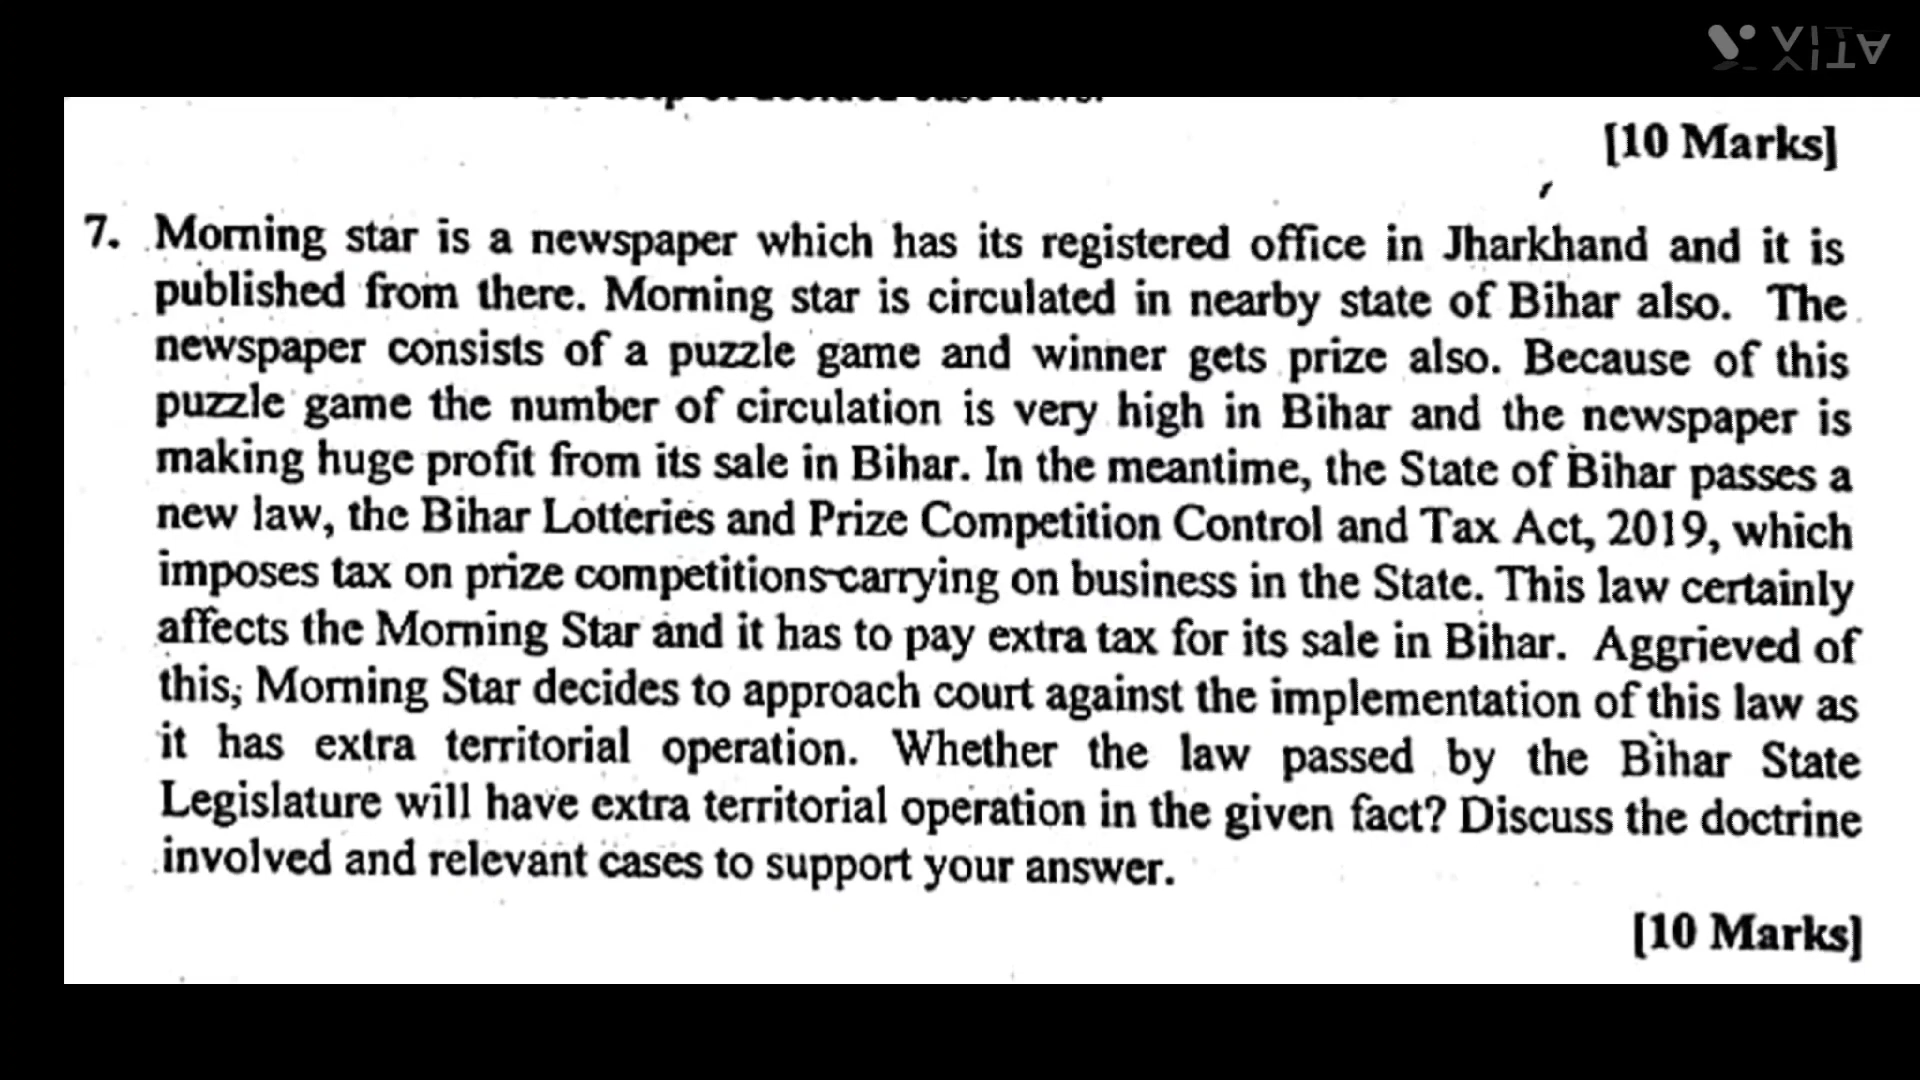 VITA
[10 Marks]
7. Morning star is a newspaper which has its registered office in Jharkhand and it is
published from there. Morning star is circulated in nearby state of Bihar also. The
newspaper consists of a puzzle game and winner gets prize also. Because of this
puzzle game the number of circulation is very high in Bihar and the newspaper is
making huge profit from its sale in Bihar. In the meantime, the State of Bihar passes a
new law, the Bihar Lotteries and Prize Competition Control and Tax Act, 2019, which
imposes tax on prize competitions carrying on business in the State. This law certainly
affects the Morning Star and it has to pay extra tax for its sale in Bihar. Aggrieved of
this, Morning Star decides to approach court against the implementation of this law as
it has extra territorial operation. Whether the law passed by the Bihar State
Legislature will have extra territorial operation in the given fact? Discuss the doctrine
involved and relevant cases to support your answer.
[10 Marks]